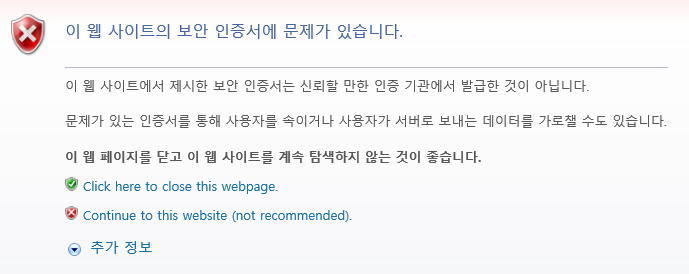 이 웹 사이트의 보안 인증서에 문제가 있습니다.
이 웹 사이트에서 제시한 보안 인증서는 신뢰할 만한 인증 기관에서 발급한 것이 아닙니다.
문제가 있는 인증서를 통해 사용자를 속이거나 사용자가 서버로 보내는 데이터를 가로챌 수도 있습니다.
이 웹 페이지를 닫고 이 웹 사이트를 계속 탐색하지 않는 것이 좋습니다.
Click here to close this webpage.
Continue to this website (not recommended).
추가 정보